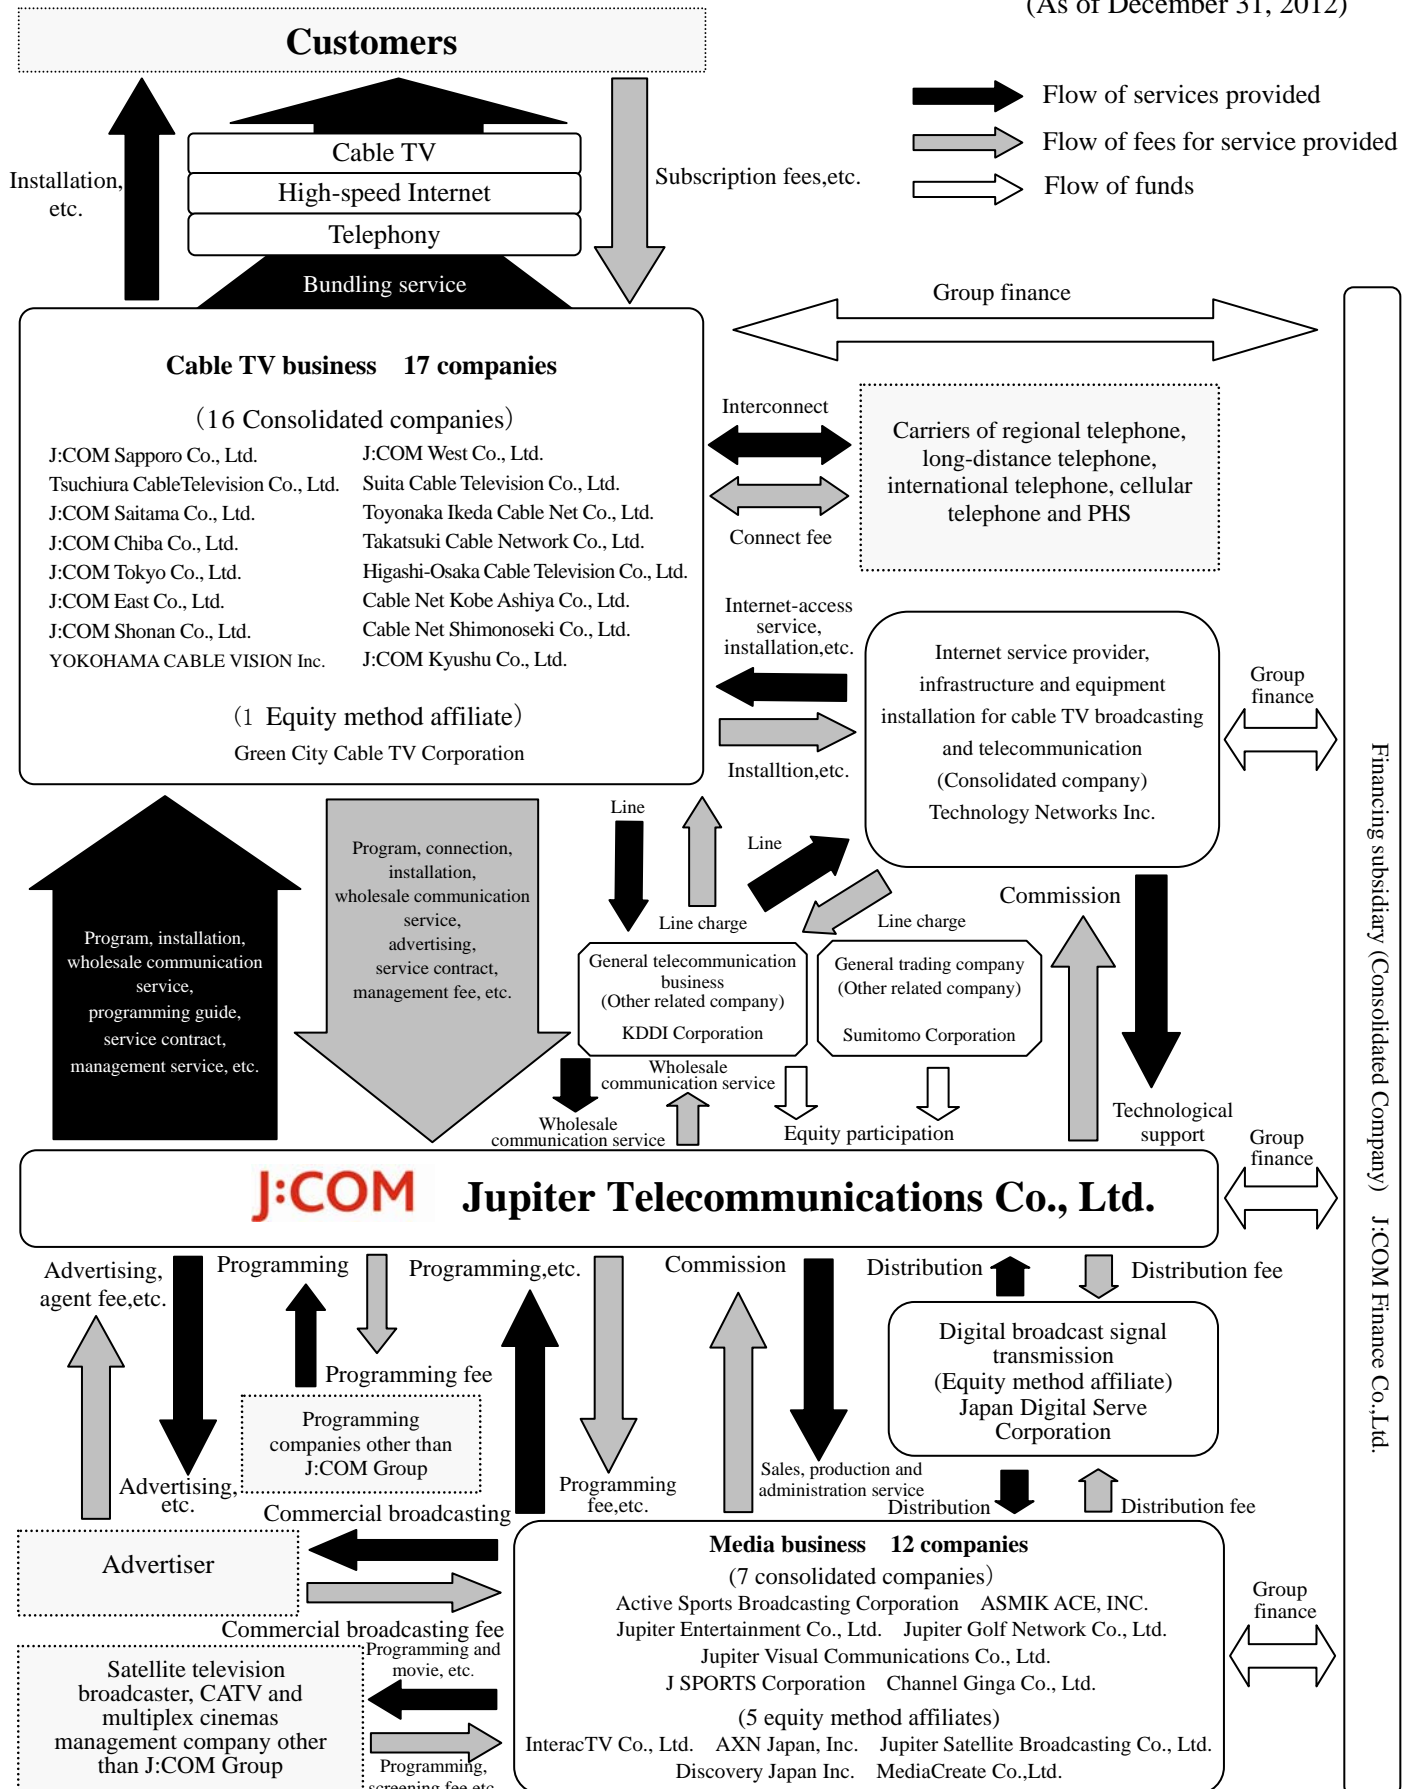 (As of December 31, 2012)
Customers
Flow of services provided
Flow of fees for service provided
Flow of funds
Installation,
etc.
Cable TV
High-speed Internet
Telephony
Bundling service
Subscription fees,etc.
Group finance
Cable TV business 17 companies
(16 Consolidated companies)
J:COM Sapporo Co., Ltd.
Tsuchiura CableTelevision Co., Ltd.
J:COM Saitama Co., Ltd.
J:COM Chiba Co., Ltd.
J:COM Tokyo Co., Ltd.
J:COM East Co., Ltd.
J:COM Shonan Co., Ltd.
YOKOHAMA CABLE VISION Inc.
J:COM West Co., Ltd.
Suita Cable Television Co., Ltd.
Toyonaka Ikeda Cable Net Co., Ltd.
Takatsuki Cable Network Co., Ltd.
Higashi-Osaka Cable Television Co., Ltd.
Cable Net Kobe Ashiya Co., Ltd.
Cable Net Shimonoseki Co., Ltd.
J:COM Kyushu Co., Ltd.
(1 Equity method affiliate)
Green City Cable TV Corporation
Interconnect
Connect fee
Carriers of regional telephone,
long-distance telephone,
international telephone, cellular
telephone and PHS
Internet-access
service,
installation,etc.
Installtion,etc.
Internet service provider,
infrastructure and equipment
installation for cable TV broadcasting
and telecommunication
(Consolidated company)
Technology Networks Inc.
Group
finance
Financing subsidiary (Consolidated Company) J:COM Finance Co.,Ltd.
Program, installation,
wholesale communication
service,
programming guide,
service contract,
management service, etc.
Program, connection,
installation,
wholesale communication
service,
advertising,
service contract,
management fee, etc.
Line
Line charge
Line
Line charge
General telecommunication
business
(Other related company)
KDDI Corporation
General trading company
(Other related company)
Sumitomo Corporation
Commission
Technological
support
Wholesale
communication service
Wholesale
communication service
Equity participation
Group
finance
J:COM Jupiter Telecommunications Co., Ltd.
Advertising,
agent fee,etc.
Advertising,
etc.
Programming
Programming fee
Programming
companies other than
J:COM Group
Programming,etc.
Programming
fee,etc.
Commission
Sales, production and
administration service
Distribution
Distribution fee
Digital broadcast signal
transmission
(Equity method affiliate)
Japan Digital Serve
Corporation
Distribution
Distribution fee
Commercial broadcasting
Advertiser
Commercial broadcasting fee
Media business 12 companies
(7 consolidated companies)
Active Sports Broadcasting Corporation ASMIK ACE, INC.
Jupiter Entertainment Co., Ltd. Jupiter Golf Network Co., Ltd.
Jupiter Visual Communications Co., Ltd.
J SPORTS Corporation Channel Ginga Co., Ltd.
(5 equity method affiliates)
InteracTV Co., Ltd. AXN Japan, Inc. Jupiter Satellite Broadcasting Co., Ltd.
Discovery Japan Inc. MediaCreate Co.,Ltd.
Group
finance
Programming and
movie, etc.
Satellite television
broadcaster, CATV and
multiplex cinemas
management company other
than J:COM Group
Programming,
screening fee,etc.